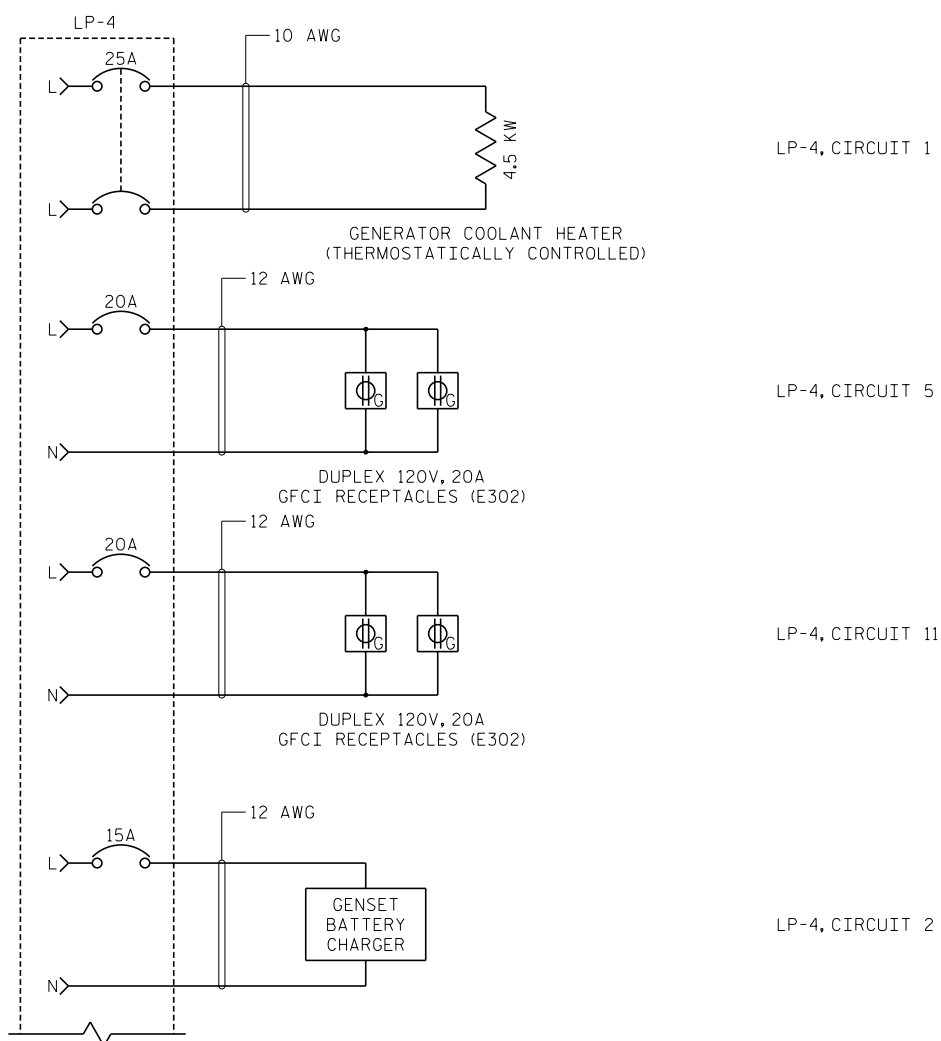 LP-4
10 AWG
25A
L
4.5 KW
LP-4, CIRCUIT 1
L
GENERATOR COOLANT HEATER
(THERMOSTATICALLY CONTROLLED)
12 AWG
20A
L
G
G
LP-4, CIRCUIT 5
N
DUPLEX 120V, 20A
GFCI RECEPTACLES (E302)
12 AWG
20A
L
G
G
LP-4, CIRCUIT 11
N
DUPLEX 120V, 20A
GFCI RECEPTACLES (E302)
12 AWG
15A
L
GENSET
BATTERY
CHARGER
LP-4, CIRCUIT 2
N